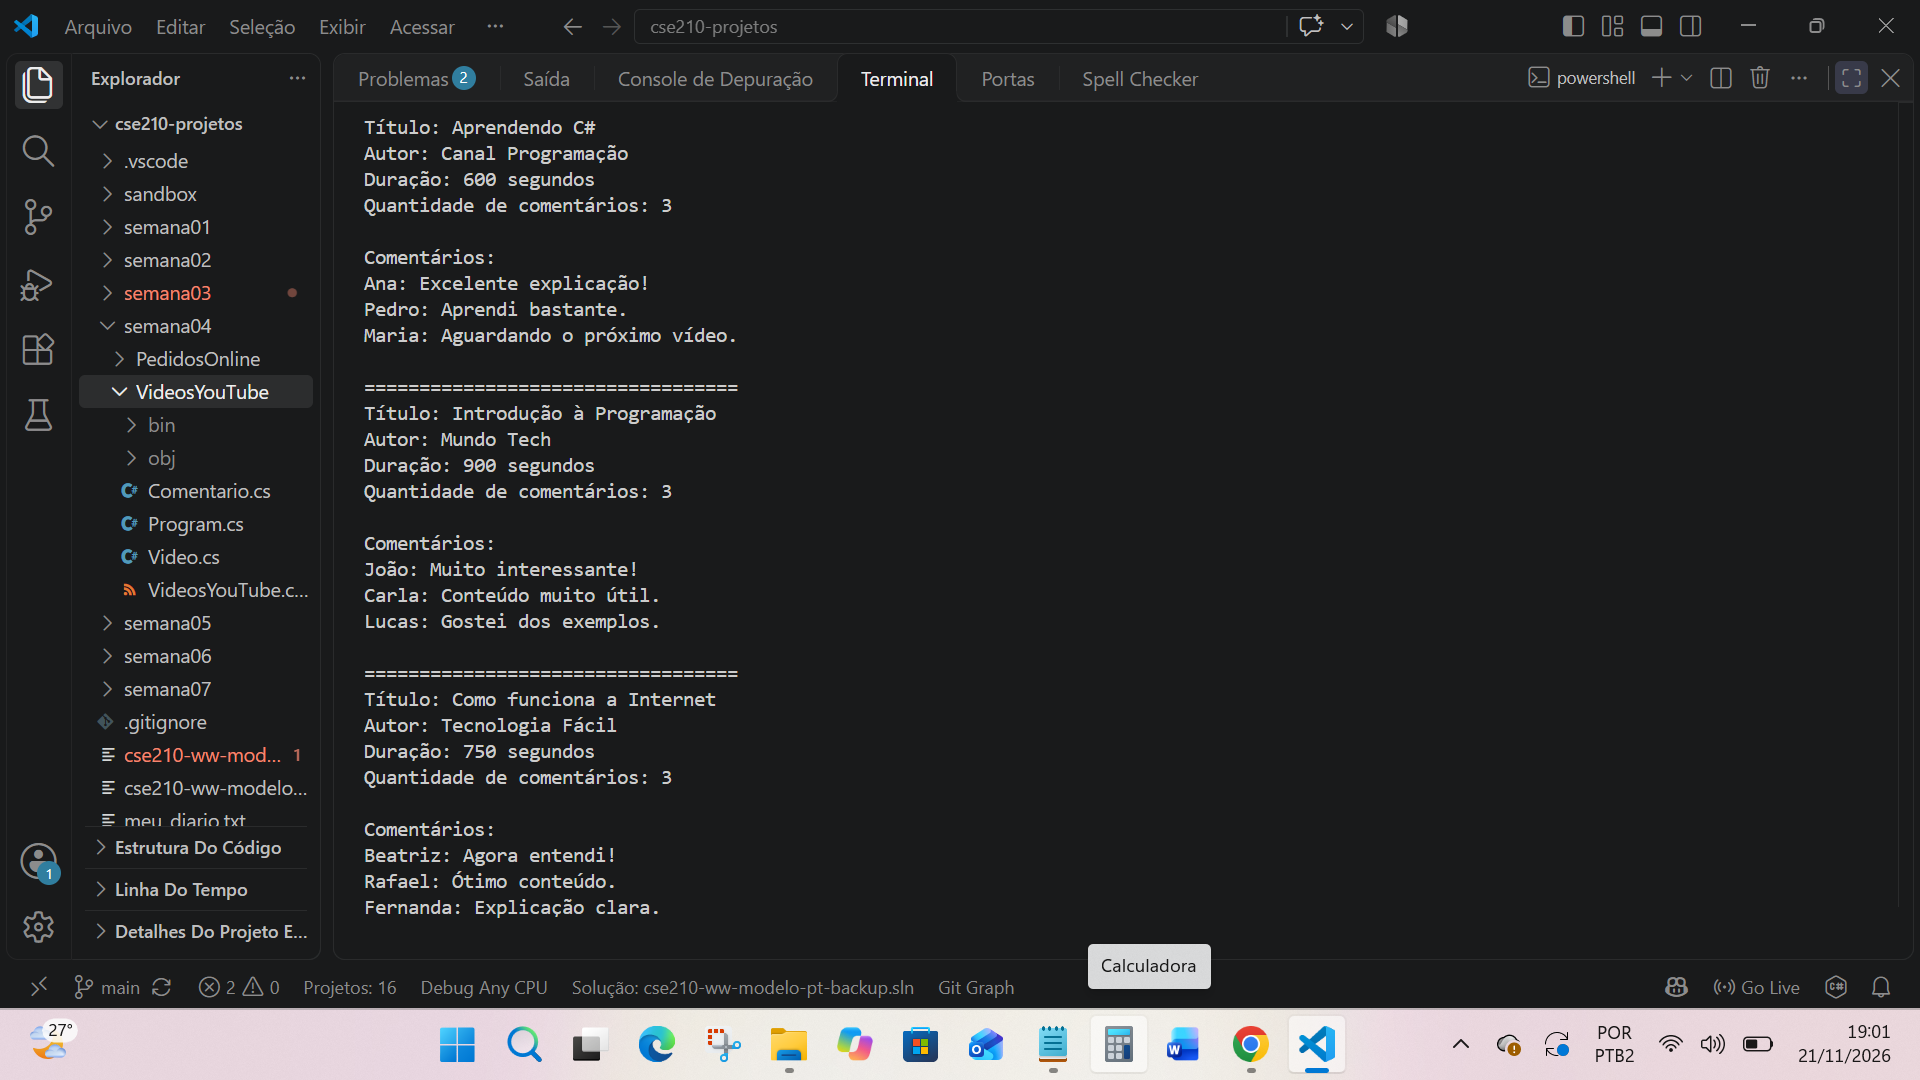 Arquivo Editar Seleção Exibir Acessar ··· cse210-projetos
Explorador ···
cse210-projetos
.vscode
sandbox
semana01
semana02
semana03
semana04
PedidosOnline
VideosYouTube
bin
obj
Comentario.cs
Program.cs
Video.cs
VideosYouTube.c...
semana05
semana06
semana07
.gitignore
cse210-ww-mod... 1
cse210-ww-modelo...
meu_diario.txt
Estrutura Do Código
Linha Do Tempo
Detalhes Do Projeto E...
1
Problemas 2 Saída Console de Depuração Terminal Portas Spell Checker powershell ···
Título: Aprendendo C#
Autor: Canal Programação
Duração: 600 segundos
Quantidade de comentários: 3
Comentários:
Ana: Excelente explicação!
Pedro: Aprendi bastante.
Maria: Aguardando o próximo vídeo.
==================================
Título: Introdução à Programação
Autor: Mundo Tech
Duração: 900 segundos
Quantidade de comentários: 3
Comentários:
João: Muito interessante!
Carla: Conteúdo muito útil.
Lucas: Gostei dos exemplos.
==================================
Título: Como funciona a Internet
Autor: Tecnologia Fácil
Duração: 750 segundos
Quantidade de comentários: 3
Comentários:
Beatriz: Agora entendi!
Rafael: Ótimo conteúdo.
Fernanda: Explicação clara.
Calculadora
main 2 0 Projetos: 16 Debug Any CPU Solução: cse210-ww-modelo-pt-backup.sln Git Graph Go Live
27°
POR
PTB2
19:01
21/11/2026